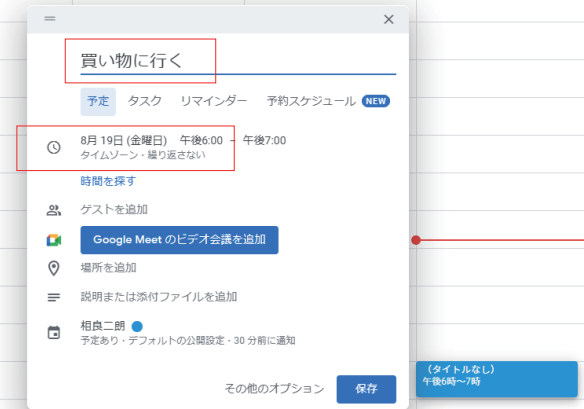 買い物に行く
予定 タスク リマインダー 予約スケジュール NEW
8月 19日 (金曜日) 午後6:00 – 午後7:00
タイムゾーン・繰り返さない
時間を探す
ゲストを追加
Google Meet のビデオ会議を追加
場所を追加
説明または添付ファイルを追加
相良二朗
予定あり・デフォルトの公開設定・30 分前に通知
(タイトルなし)
午後6時～7時
その他のオプション 保存